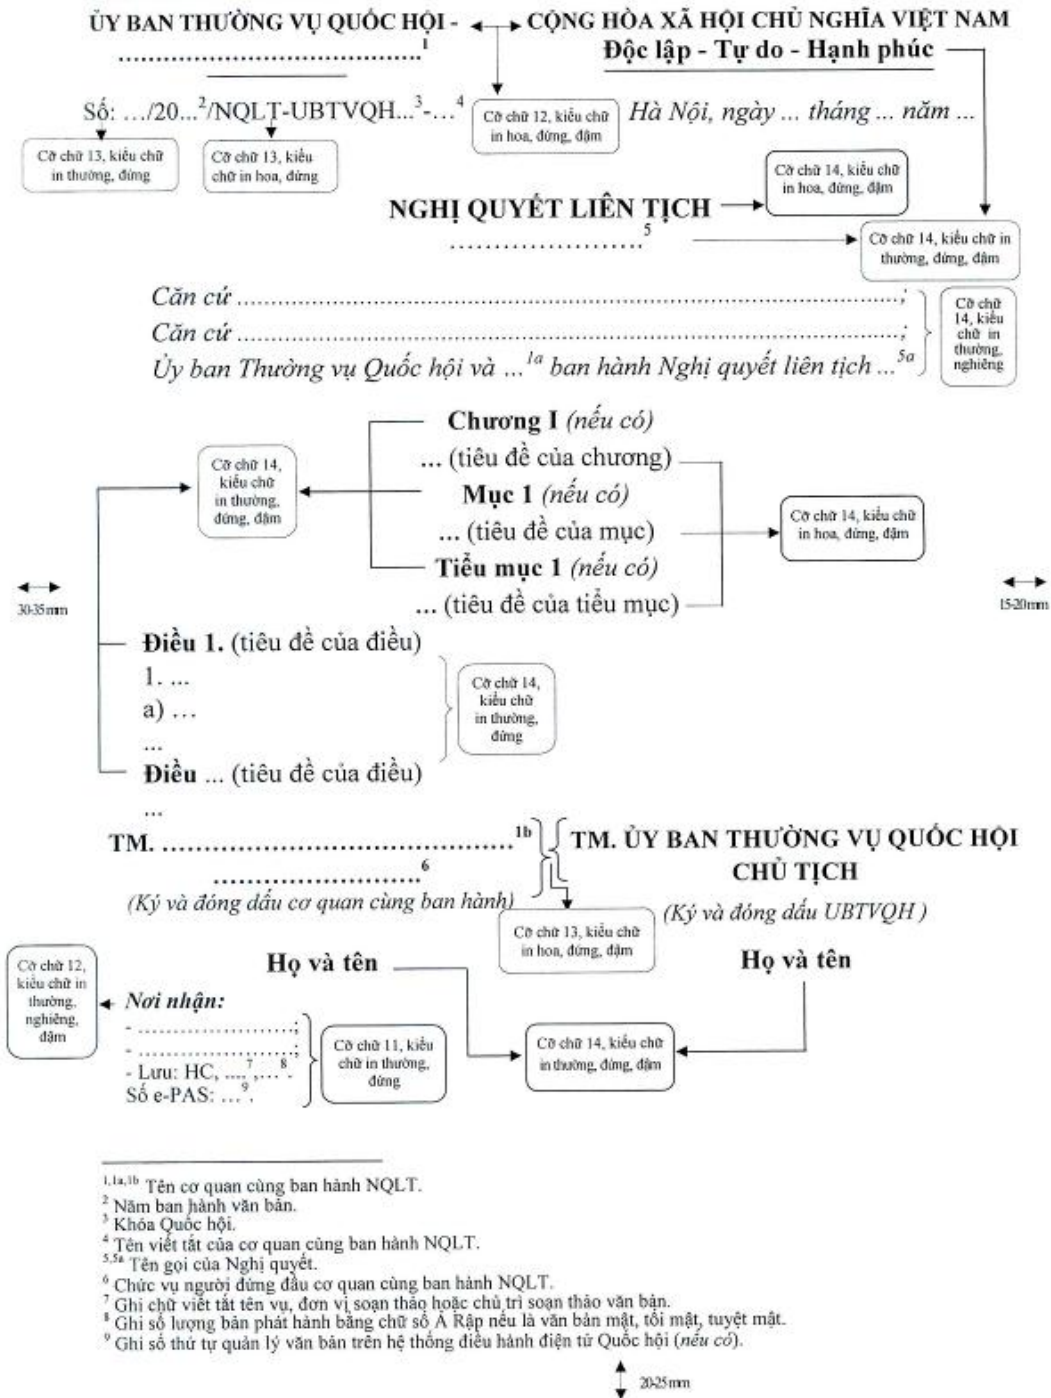 ỦY BAN THƯỜNG VỤ QUỐC HỘI -
.............................................1
CỘNG HÒA XÃ HỘI CHỦ NGHĨA VIỆT NAM
Độc lập - Tự do - Hạnh phúc
Số: .../20...2/NQLT-UBTVQH...3-...4
Hà Nội, ngày ... tháng ... năm ...
Cỡ chữ 12, kiểu chữ
in hoa, đứng, đậm
Cỡ chữ 13, kiểu chữ
in thường, đứng
Cỡ chữ 13, kiểu
chữ in hoa, đứng
Cỡ chữ 14, kiểu chữ
in hoa, đứng, đậm
NGHỊ QUYẾT LIÊN TỊCH
.............................5
Cỡ chữ 14, kiểu chữ in
thường, đứng, đậm
Căn cứ ..........................................................................................;
Căn cứ ..........................................................................................;
Ủy ban Thường vụ Quốc hội và ...1a ban hành Nghị quyết liên tịch ...5a
Cỡ chữ
14, kiểu
chữ in
thường,
nghiêng
Chương I (nếu có)
... (tiêu đề của chương)
Mục 1 (nếu có)
... (tiêu đề của mục)
Tiểu mục 1 (nếu có)
... (tiêu đề của tiểu mục)
Cỡ chữ 14,
kiểu chữ
in thường,
đứng, đậm
Cỡ chữ 14, kiểu chữ
in hoa, đứng, đậm
30-35mm
15-20mm
Điều 1. (tiêu đề của điều)
1. ...
a) ...
...
Điều ... (tiêu đề của điều)
...
Cỡ chữ 14,
kiểu chữ
in thường,
đứng
TM. ..................................................1b
...............................6
(Ký và đóng dấu cơ quan cùng ban hành)
TM. ỦY BAN THƯỜNG VỤ QUỐC HỘI
CHỦ TỊCH
(Ký và đóng dấu UBTVQH )
Cỡ chữ 13, kiểu chữ
in hoa, đứng, đậm
Họ và tên
Họ và tên
Cỡ chữ 12,
kiểu chữ in
thường,
nghiêng,
đậm
Nơi nhận:
- .......................;
- .......................;
- Lưu: HC, ....7,...8.
Số e-PAS: ...9.
Cỡ chữ 11, kiểu
chữ in thường,
đứng
Cỡ chữ 14, kiểu chữ
in thường, đứng, đậm
1,1a,1b Tên cơ quan cùng ban hành NQLT.
2 Năm ban hành văn bản.
3 Khóa Quốc hội.
4 Tên viết tắt của cơ quan cùng ban hành NQLT.
5,5a Tên gọi của Nghị quyết.
6 Chức vụ người đứng đầu cơ quan cùng ban hành NQLT.
7 Ghi chữ viết tắt tên vụ, đơn vị soạn thảo hoặc chủ trì soạn thảo văn bản.
8 Ghi số lượng bản phát hành bằng chữ số Ả Rập nếu là văn bản mật, tối mật, tuyệt mật.
9 Ghi số thứ tự quản lý văn bản trên hệ thống điều hành điện tử Quốc hội (nếu có).
20-25mm